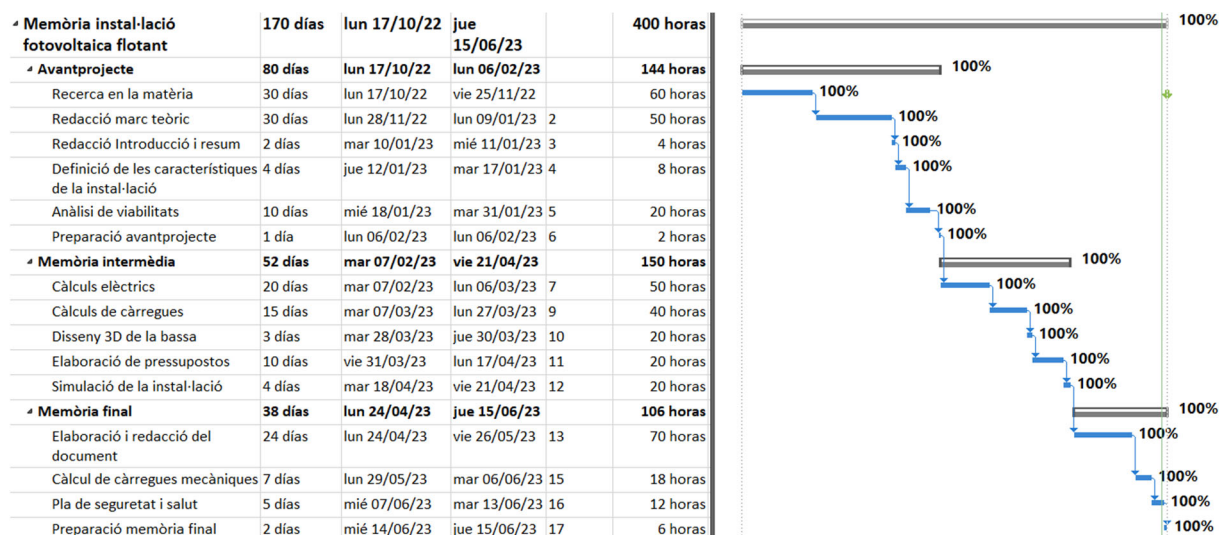 Memòria instal·lació fotovoltaica flotant 170 días lun 17/10/22 jue 15/06/23 400 horas 100%
Avantprojecte 80 días lun 17/10/22 lun 06/02/23 144 horas 100%
Recerca en la matèria 30 días lun 17/10/22 vie 25/11/22 60 horas 100%
Redacció marc teòric 30 días lun 28/11/22 lun 09/01/23 2 50 horas 100%
Redacció Introducció i resum 2 días mar 10/01/23 mié 11/01/23 3 4 horas 100%
Definició de les característiques de la instal·lació 4 días jue 12/01/23 mar 17/01/23 4 8 horas 100%
Anàlisi de viabilitats 10 días mié 18/01/23 mar 31/01/23 5 20 horas 100%
Preparació avantprojecte 1 día lun 06/02/23 lun 06/02/23 6 2 horas 100%
Memòria intermèdia 52 días mar 07/02/23 vie 21/04/23 150 horas 100%
Càlculs elèctrics 20 días mar 07/02/23 lun 06/03/23 7 50 horas 100%
Càlculs de càrregues 15 días mar 07/03/23 lun 27/03/23 9 40 horas 100%
Disseny 3D de la bassa 3 días mar 28/03/23 jue 30/03/23 10 20 horas 100%
Elaboració de pressupostos 10 días vie 31/03/23 lun 17/04/23 11 20 horas 100%
Simulació de la instal·lació 4 días mar 18/04/23 vie 21/04/23 12 20 horas 100%
Memòria final 38 días lun 24/04/23 jue 15/06/23 106 horas 100%
Elaboració i redacció del document 24 días lun 24/04/23 vie 26/05/23 13 70 horas 100%
Càlcul de càrregues mecàniques 7 días lun 29/05/23 mar 06/06/23 15 18 horas 100%
Pla de seguretat i salut 5 días mié 07/06/23 mar 13/06/23 16 12 horas 100%
Preparació memòria final 2 días mié 14/06/23 jue 15/06/23 17 6 horas 100%